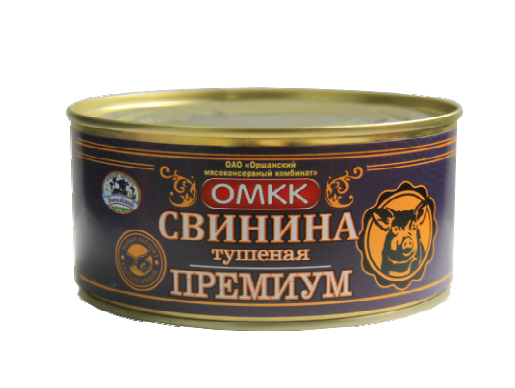 ОАО «Оршанский
мясоконсервный комбинат»
ОМКК
СВИНИНА
тушеная
ПРЕМИУМ